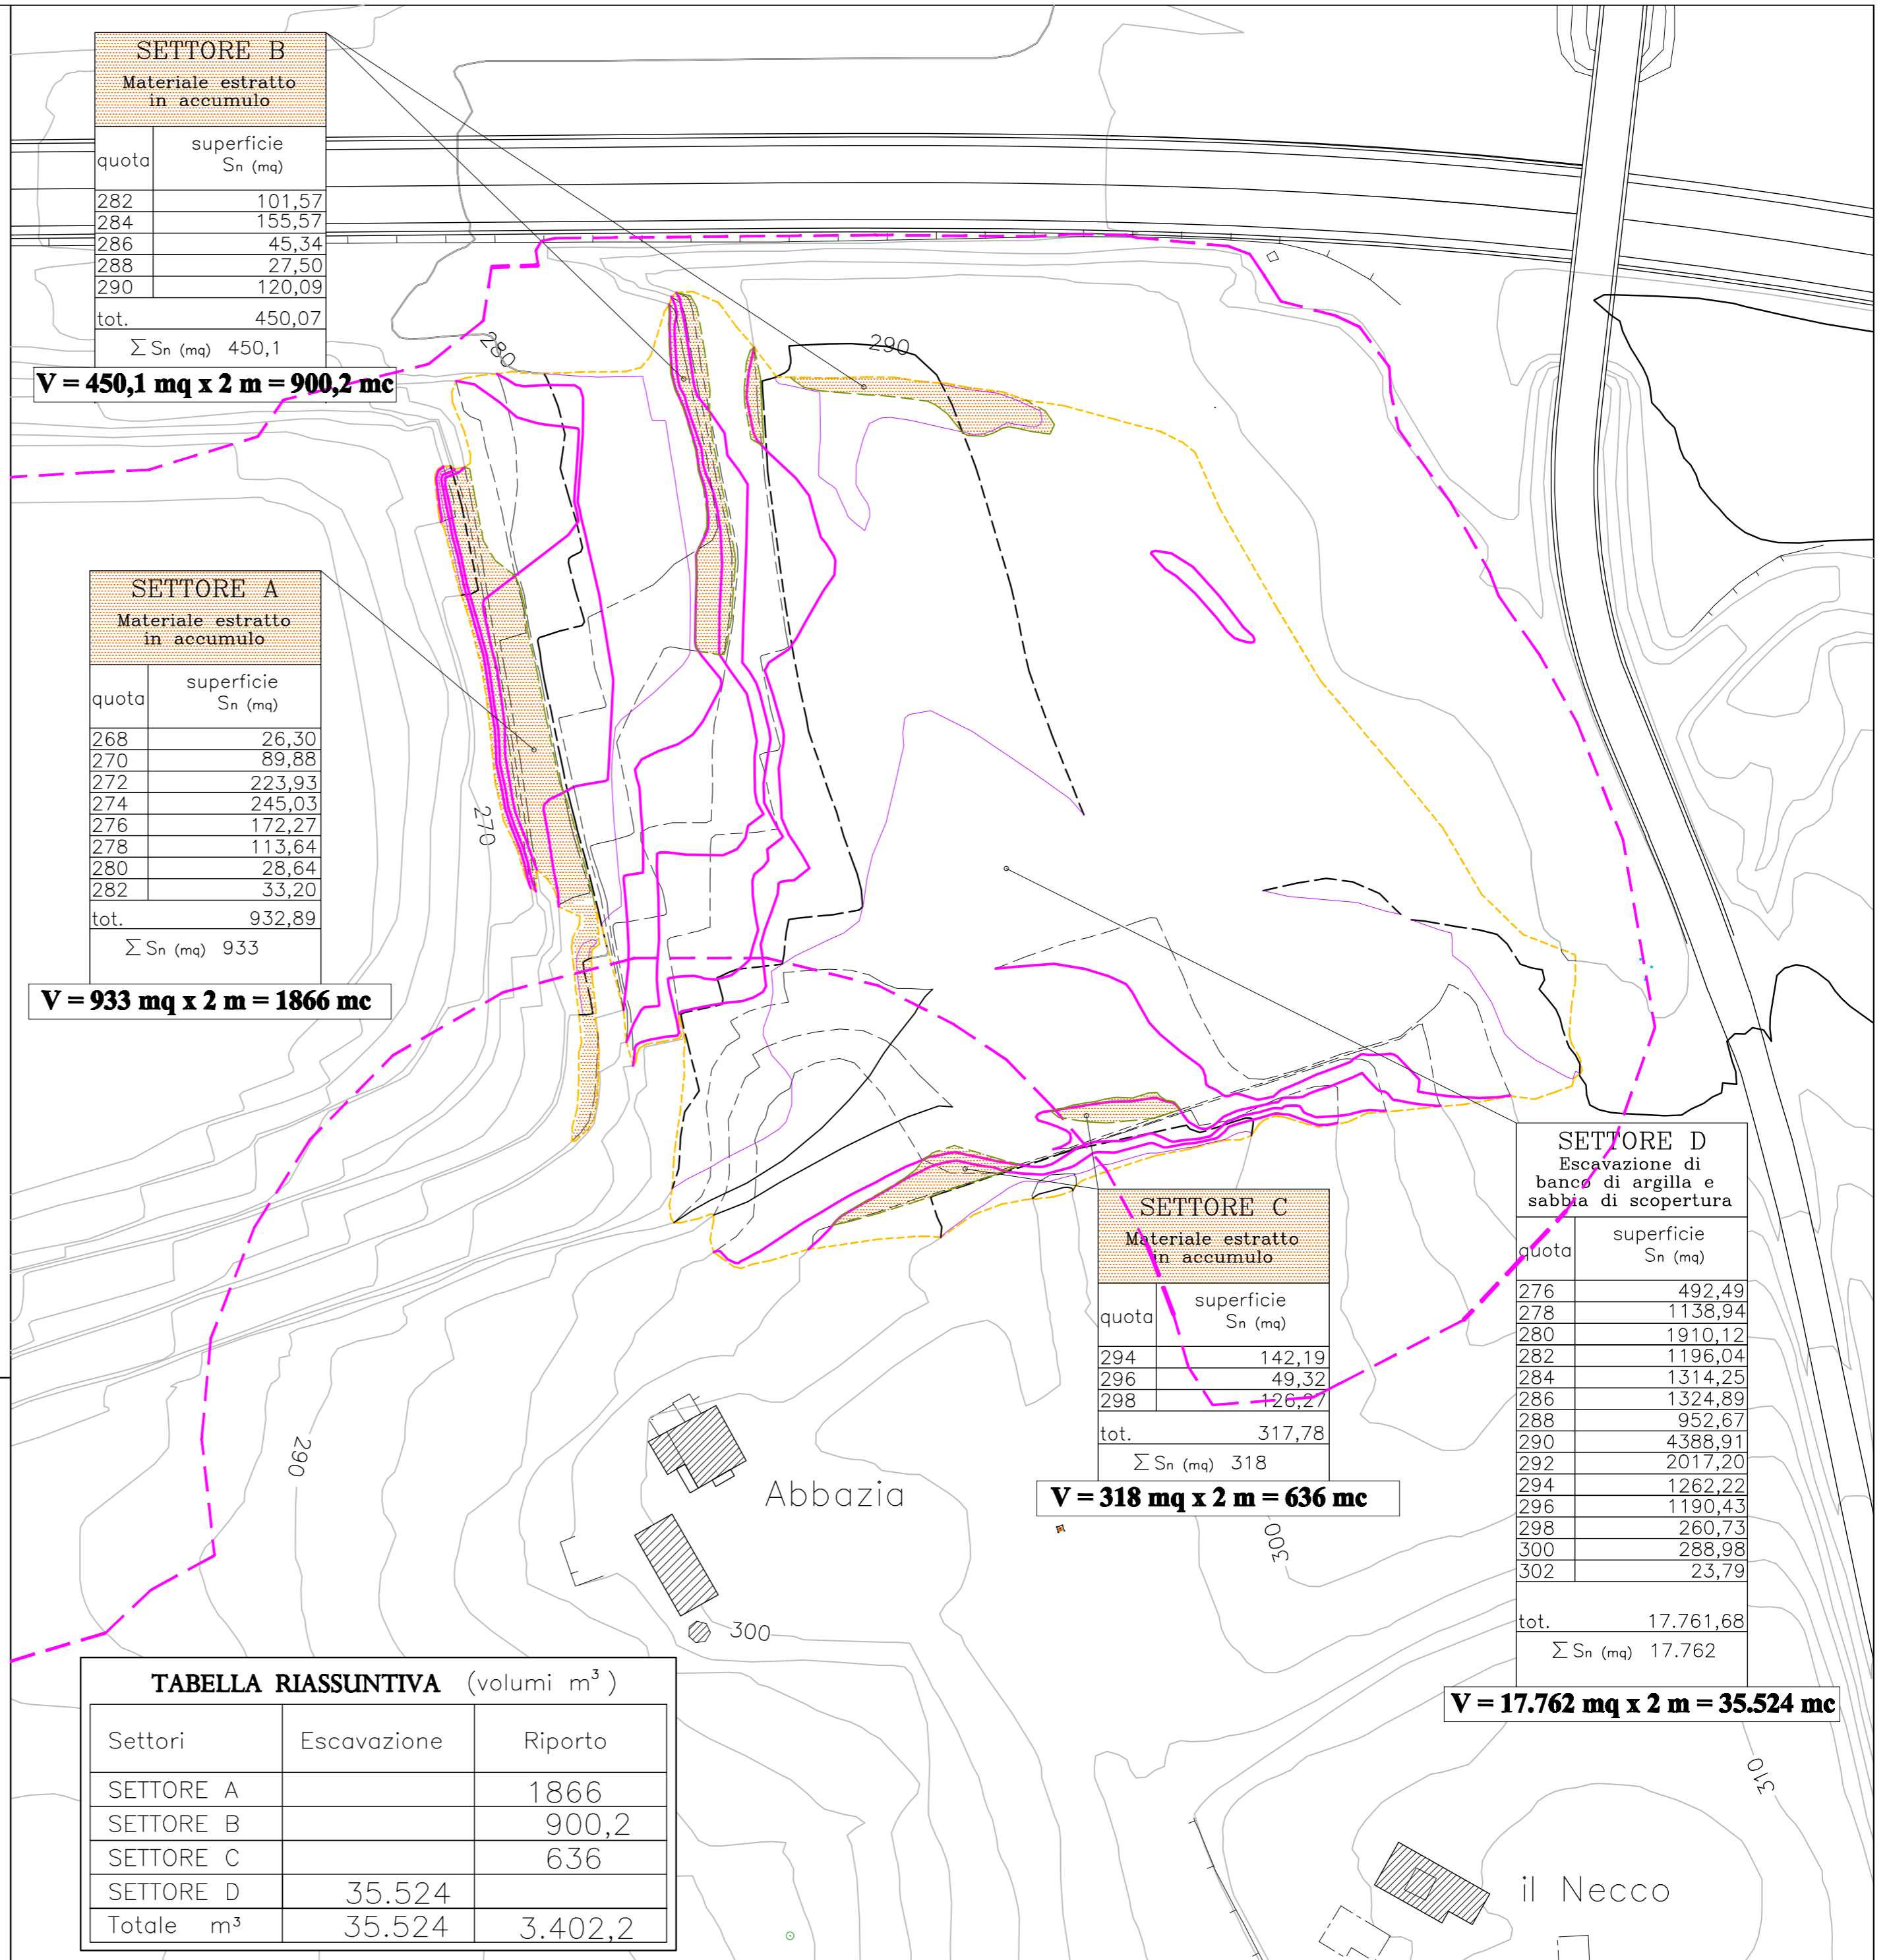 SETTORE B
Materiale estratto
in accumulo
quota superficie
Sn (mq)
282 101,57
284 155,57
286 45,34
288 27,50
290 120,09
tot. 450,07
∑ Sn (mq) 450,1
V = 450,1 mq x 2 m = 900,2 mc
280
290
SETTORE A
Materiale estratto
in accumulo
quota superficie
Sn (mq)
268 26,30
270 89,88
272 223,93
274 245,03
276 172,27
278 113,64
280 28,64
282 33,20
tot. 932,89
∑ Sn (mq) 933
V = 933 mq x 2 m = 1866 mc
270
SETTORE D
Escavazione di
banco di argilla e
sabbia di scopertura
quota superficie
Sn (mq)
276 492,49
278 1138,94
280 1910,12
282 1196,04
284 1314,25
286 1324,89
288 952,67
290 4388,91
292 2017,20
294 1262,22
296 1190,43
298 260,73
300 288,98
302 23,79
tot. 17.761,68
∑ Sn (mq) 17.762
V = 17.762 mq x 2 m = 35.524 mc
SETTORE C
Materiale estratto
in accumulo
quota superficie
Sn (mq)
294 142,19
296 49,32
298 126,27
tot. 317,78
∑ Sn (mq) 318
V = 318 mq x 2 m = 636 mc
290
Abbazia
300
300
310
il Necco
TABELLA RIASSUNTIVA (volumi m³)
Settori Escavazione Riporto
SETTORE A 1866
SETTORE B 900,2
SETTORE C 636
SETTORE D 35.524
Totale m³ 35.524 3.402,2